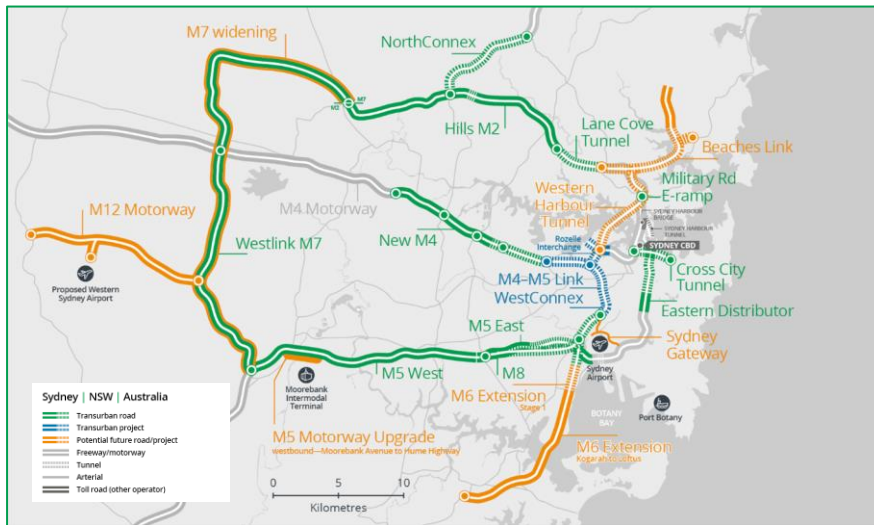 M7 widening
NorthConnex
M7
M2
Hills M2
Lane Cove
Tunnel
Beaches Link
Military Rd
E-ramp
Western
Harbour
Tunnel
SYDNEY HARBOUR
BRIDGE
SYDNEY HARBOUR
TUNNEL
SYDNEY CBD
Rozelle
Interchange
M12 Motorway
M4 Motorway
New M4
Westlink M7
Proposed Western
Sydney Airport
M4–M5 Link
WestConnex
Cross City
Tunnel
Eastern Distributor
M5 East
Sydney
Gateway
M5 West
M8
Sydney
Airport
Moorebank
Intermodal
Terminal
M6 Extension
Stage 1
Port Botany
BOTANY
BAY
M5 Motorway Upgrade
westbound—Moorebank Avenue to Hume Highway
M6 Extension
Kogarah to Loftus
Sydney | NSW | Australia
Transurban road
Transurban project
Potential future road/project
Freeway/motorway
Tunnel
Arterial
Toll road (other operator)
0 5 10
Kilometres